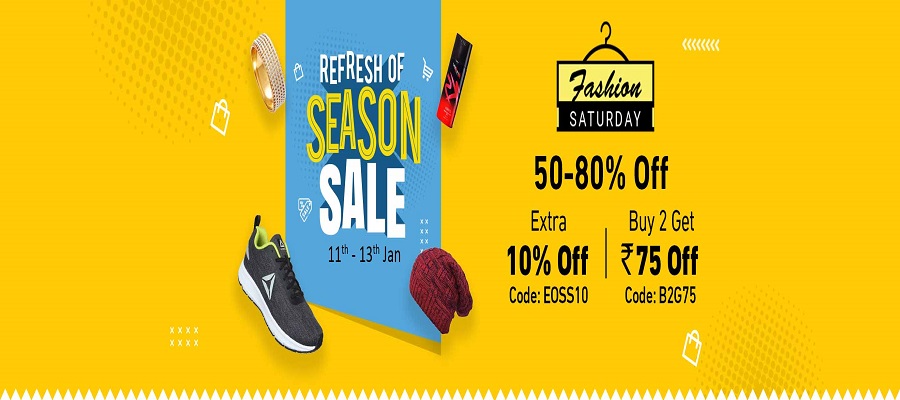 REFRESH OF
SEASON
SALE
11th - 13th Jan
Fashion
SATURDAY
50-80% Off
Extra
10% Off
Code: EOSS10
Buy 2 Get
₹75 Off
Code: B2G75